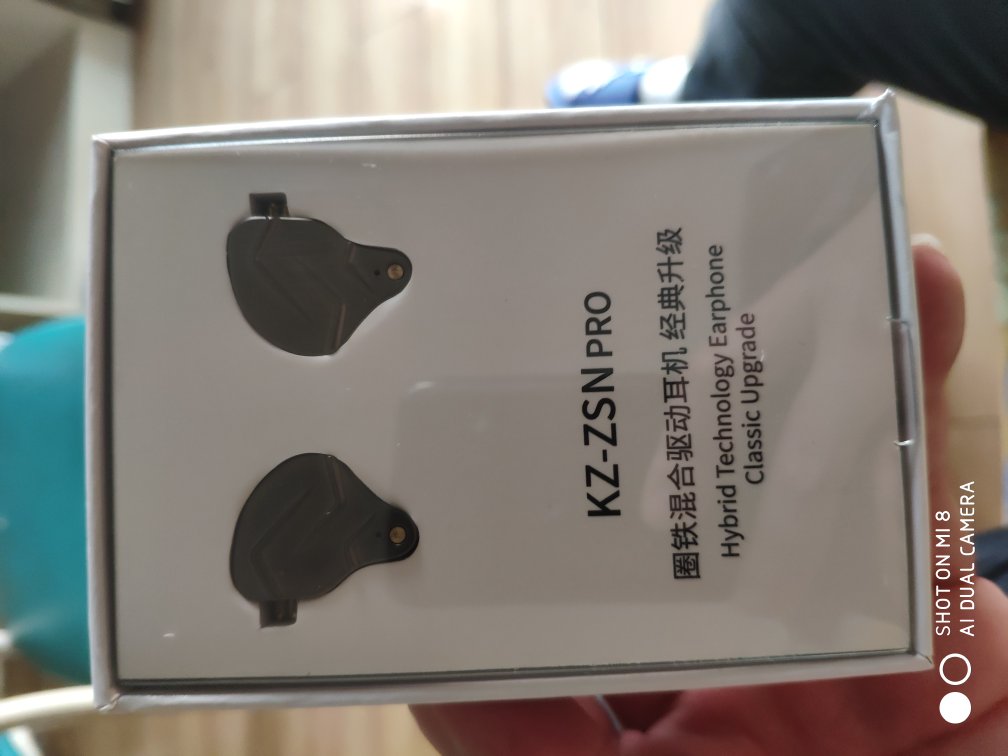 KZ-ZSN PRO
圈铁混合驱动耳机 经典升级
Hybrid Technology Earphone
Classic Upgrade
SHOT ON MI 8
AI DUAL CAMERA